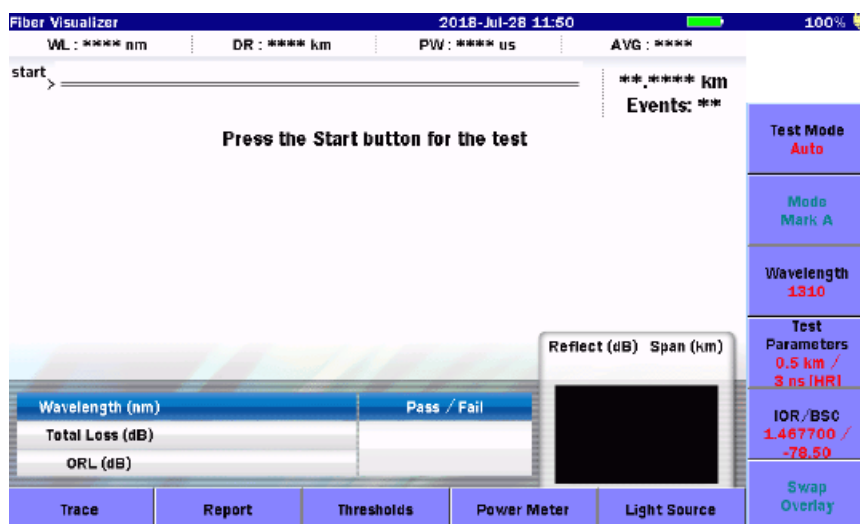 Fiber Visualizer 2018-Jul-28 11:50 100%
WL : **** nm DR : **** km PW : **** us AVG : ****
start
**.**** km
Events: **
Press the Start button for the test
Test Mode
Auto
Mode
Mark A
Wavelength
1310
Test
Parameters
0.5 km /
3 ns [HR]
IOR/BSC
1.467700 /
-78.50
Swap
Overlay
Reflect (dB) Span (km)
Wavelength (nm) Pass / Fail
Total Loss (dB)
ORL (dB)
Trace Report Thresholds Power Meter Light Source